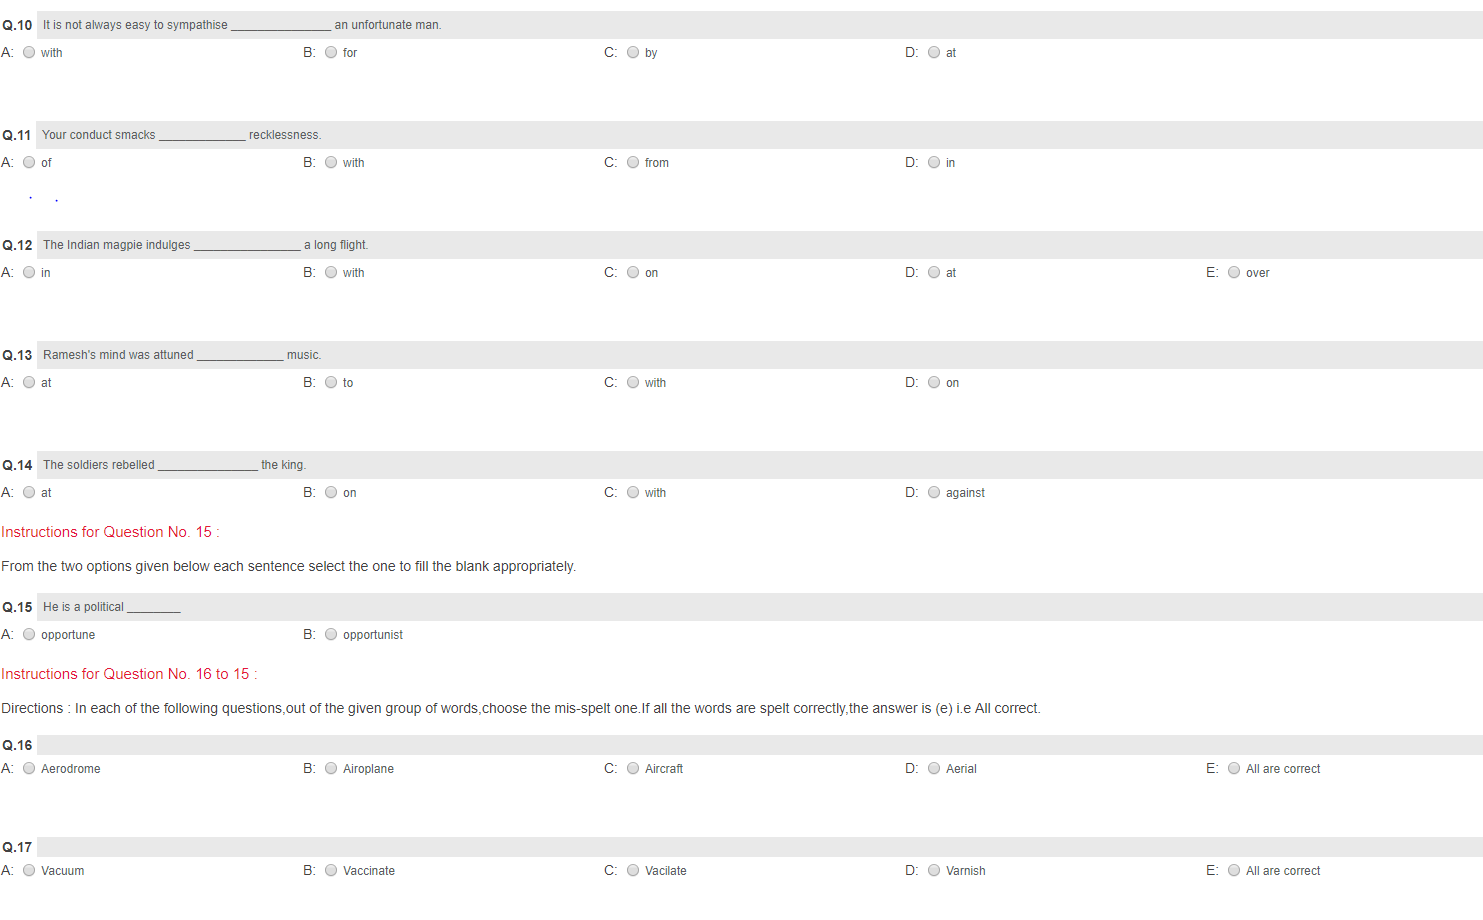 Q.10 It is not always easy to sympathise _______________ an unfortunate man.
A: with B: for C: by D: at
Q.11 Your conduct smacks _____________ recklessness.
A: of B: with C: from D: in
Q.12 The Indian magpie indulges ________________ a long flight.
A: in B: with C: on D: at E: over
Q.13 Ramesh's mind was attuned _____________ music.
A: at B: to C: with D: on
Q.14 The soldiers rebelled _______________ the king.
A: at B: on C: with D: against
Instructions for Question No. 15 :
From the two options given below each sentence select the one to fill the blank appropriately.
Q.15 He is a political ________
A: opportune B: opportunist
Instructions for Question No. 16 to 15 :
Directions : In each of the following questions,out of the given group of words,choose the mis-spelt one.If all the words are spelt correctly,the answer is (e) i.e All correct.
Q.16
A: Aerodrome B: Airoplane C: Aircraft D: Aerial E: All are correct
Q.17
A: Vacuum B: Vaccinate C: Vacilate D: Varnish E: All are correct